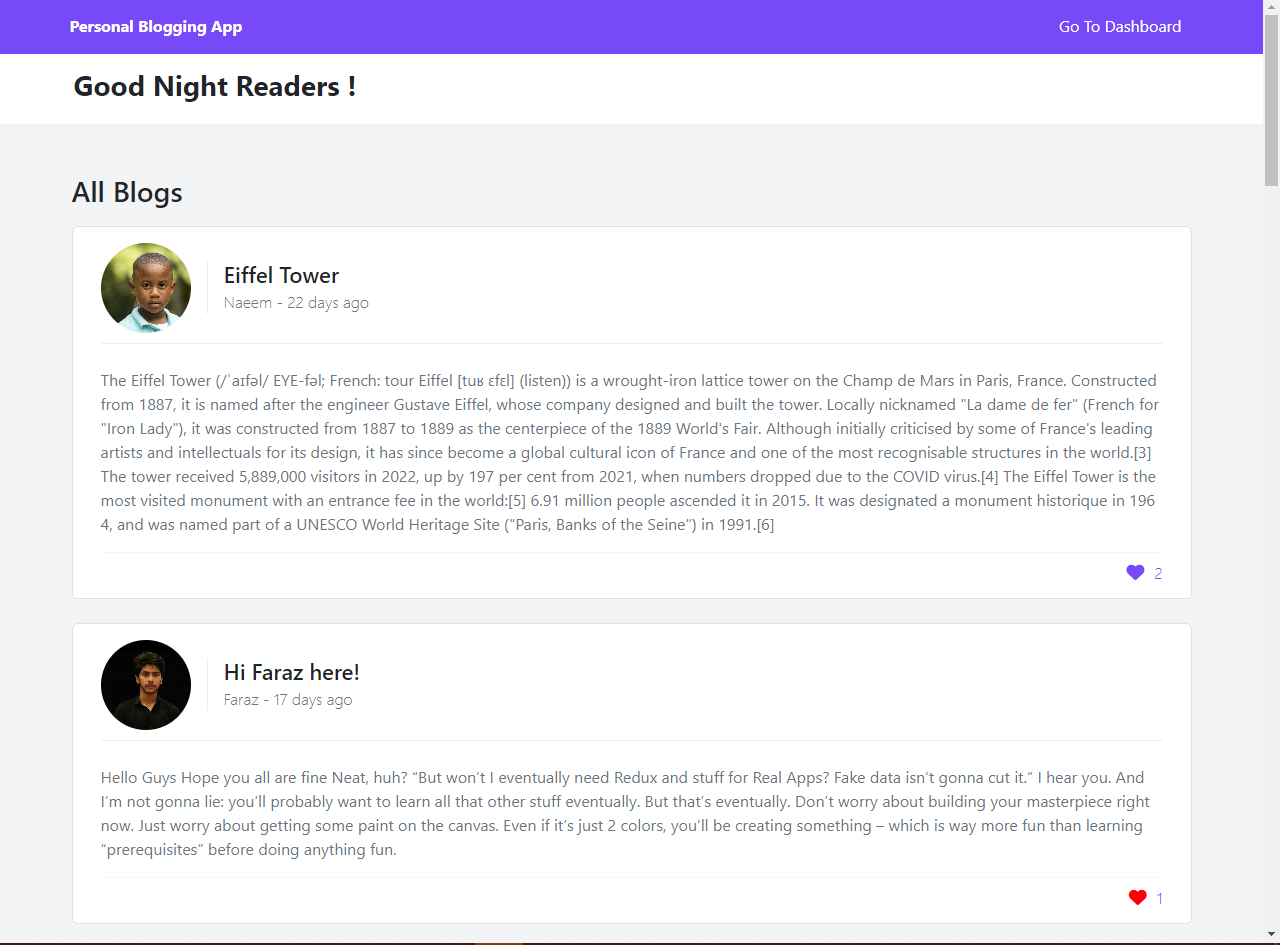 Personal Blogging App
Go To Dashboard
Good Night Readers !
All Blogs
Eiffel Tower
Naeem - 22 days ago
The Eiffel Tower (/ˈaɪfəl/ EYE-fəl; French: tour Eiffel [tuʁ ɛfɛl] (listen)) is a wrought-iron lattice tower on the Champ de Mars in Paris, France. Constructed
from 1887, it is named after the engineer Gustave Eiffel, whose company designed and built the tower. Locally nicknamed "La dame de fer" (French for
"Iron Lady"), it was constructed from 1887 to 1889 as the centerpiece of the 1889 World's Fair. Although initially criticised by some of France's leading
artists and intellectuals for its design, it has since become a global cultural icon of France and one of the most recognisable structures in the world.[3]
The tower received 5,889,000 visitors in 2022, up by 197 per cent from 2021, when numbers dropped due to the COVID virus.[4] The Eiffel Tower is the
most visited monument with an entrance fee in the world:[5] 6.91 million people ascended it in 2015. It was designated a monument historique in 196
4, and was named part of a UNESCO World Heritage Site ("Paris, Banks of the Seine") in 1991.[6]
2
Hi Faraz here!
Faraz - 17 days ago
Hello Guys Hope you all are fine Neat, huh? “But won’t I eventually need Redux and stuff for Real Apps? Fake data isn’t gonna cut it.” I hear you. And
I’m not gonna lie: you’ll probably want to learn all that other stuff eventually. But that’s eventually. Don’t worry about building your masterpiece right
now. Just worry about getting some paint on the canvas. Even if it’s just 2 colors, you’ll be creating something – which is way more fun than learning
“prerequisites” before doing anything fun.
1